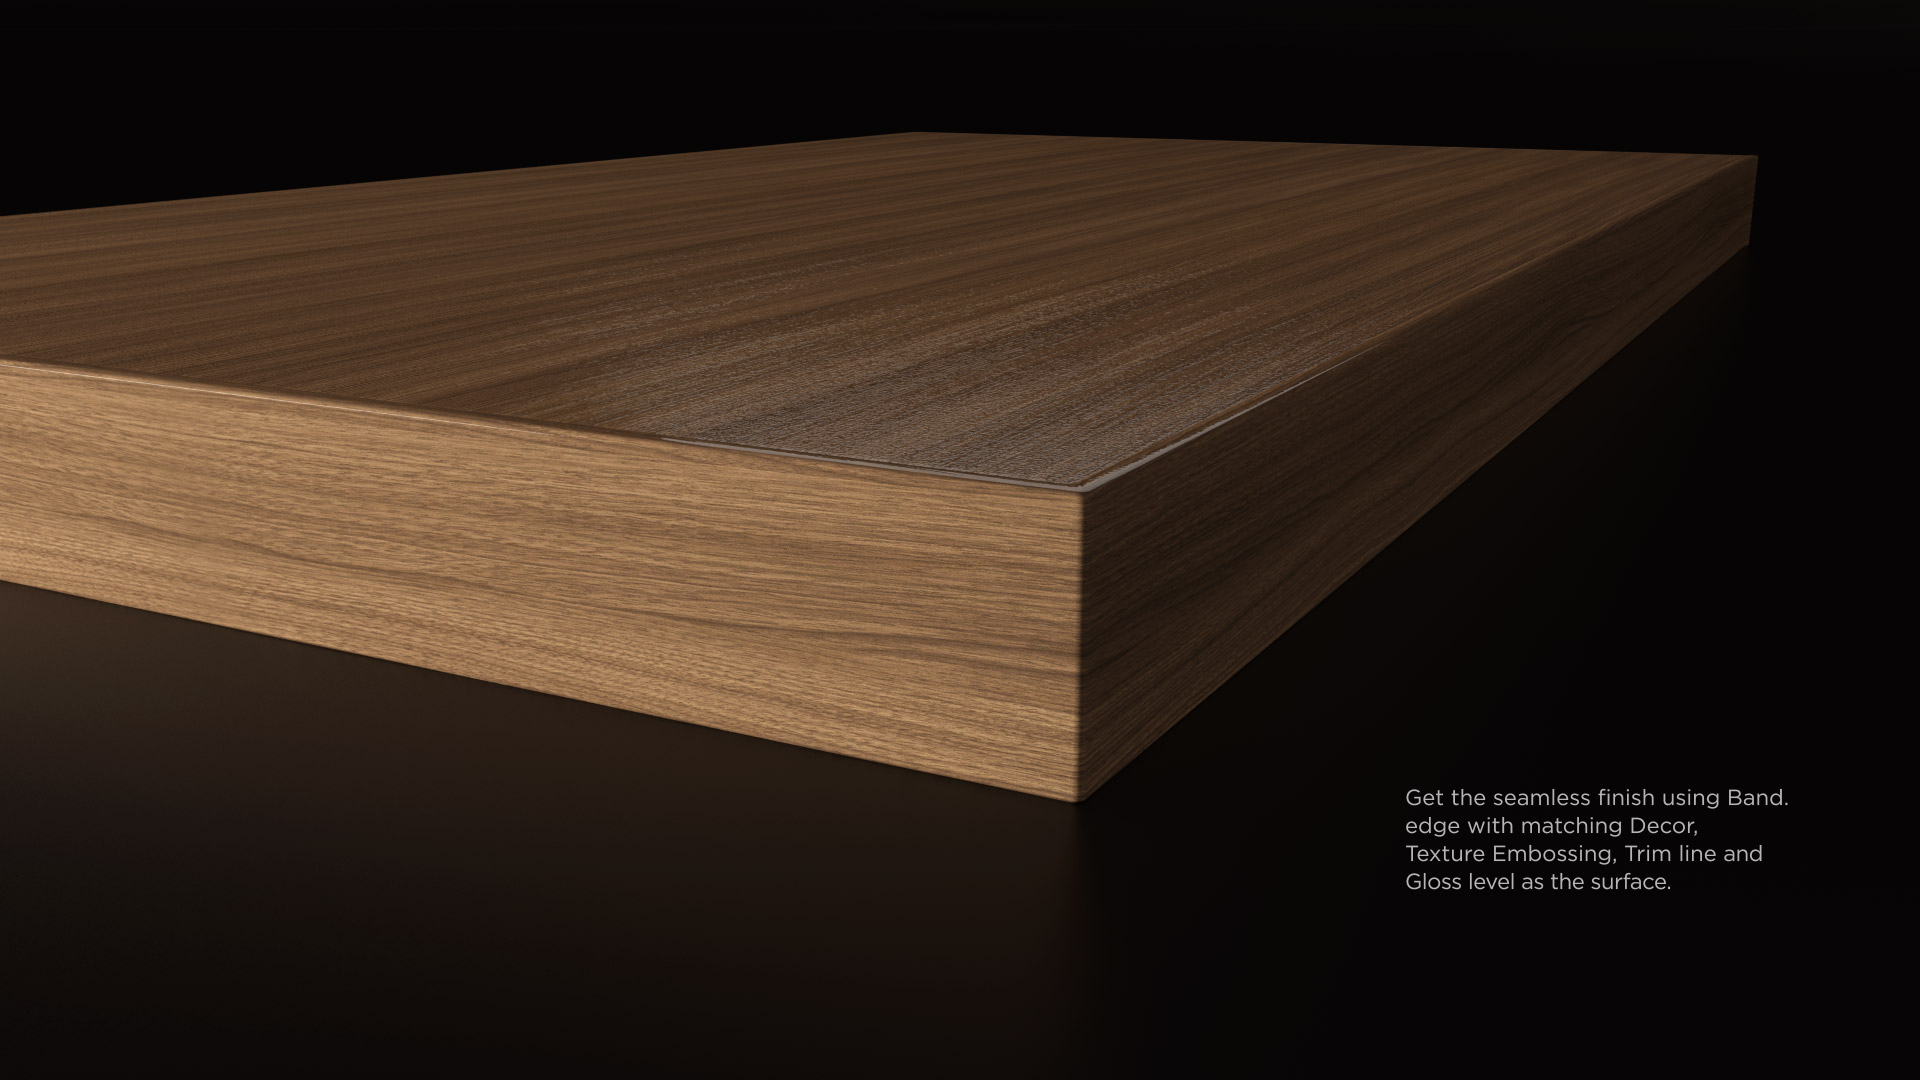 Get the seamless finish using Band.
edge with matching Decor,
Texture Embossing, Trim line and
Gloss level as the surface.